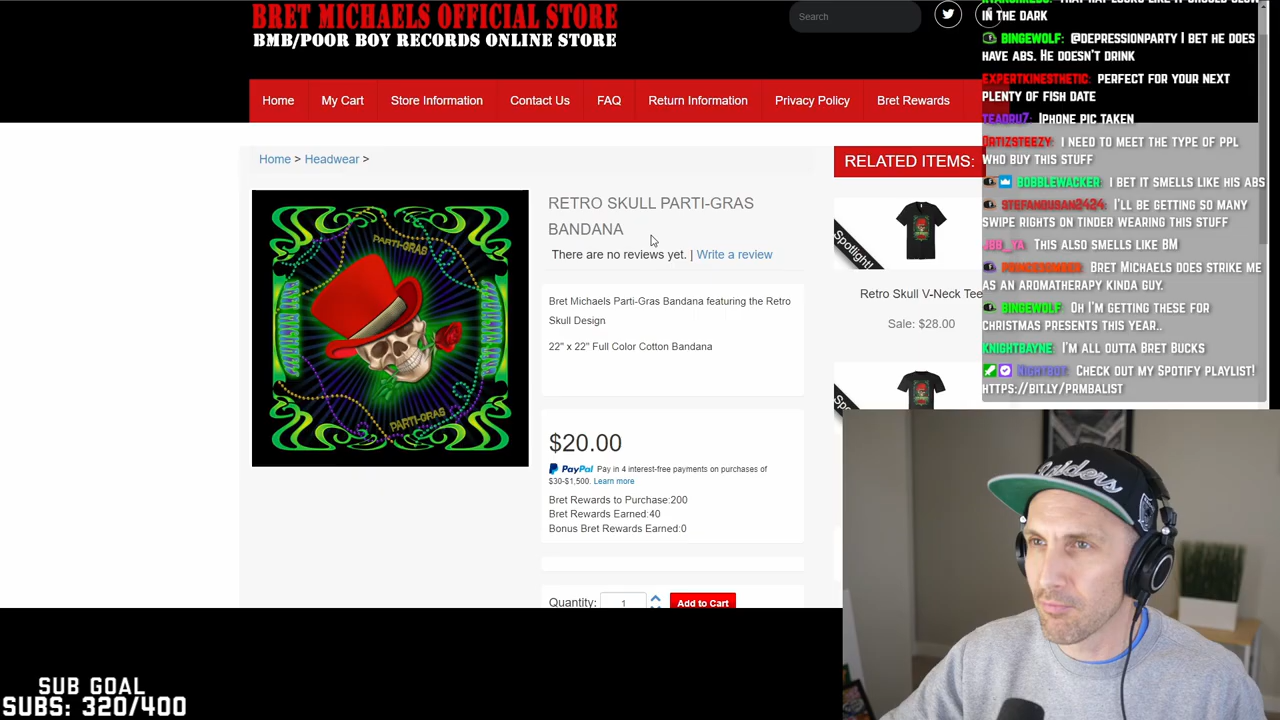 BRET MICHAELS OFFICIAL STORE
BMB/POOR BOY RECORDS ONLINE STORE
Search
Home
My Cart
Store Information
Contact Us
FAQ
Return Information
Privacy Policy
Bret Rewards
Home > Headwear >
PARTI-GRAS
PARTI-GRAS
RETRO SKULL PARTI-GRAS
BANDANA
There are no reviews yet. | Write a review
Bret Michaels Parti-Gras Bandana featuring the Retro
Skull Design
22" x 22" Full Color Cotton Bandana
$20.00
PayPal Pay in 4 interest-free payments on purchases of
$30-$1,500. Learn more
Bret Rewards to Purchase:200
Bret Rewards Earned:40
Bonus Bret Rewards Earned:0
Quantity: 1 Add to Cart
RELATED ITEMS:
Spotlight!
Retro Skull V-Neck Tee
Sale: $28.00
IN THE DARK
BINGEWOLF: @DEPRESSIONPARTY I BET HE DOES
HAVE ABS. HE DOESN'T DRINK
EXPERTKINESTHETIC: PERFECT FOR YOUR NEXT
PLENTY OF FISH DATE
TEADRU7: IPHONE PIC TAKEN
ORTIZSTEEZY: I NEED TO MEET THE TYPE OF PPL
WHO BUY THIS STUFF
BOBBLEWACKER: I BET IT SMELLS LIKE HIS ABS
STEFANOUSAN2424: I'LL BE GETTING SO MANY
SWIPE RIGHTS ON TINDER WEARING THIS STUFF
THIS ALSO SMELLS LIKE BM
BRET MICHAELS DOES STRIKE ME
AS AN AROMATHERAPY KINDA GUY.
BINGEWOLF: OH I'M GETTING THESE FOR
CHRISTMAS PRESENTS THIS YEAR..
KNIGHTBAYNE: I'M ALL OUTTA BRET BUCKS
NIGHTBOT: CHECK OUT MY SPOTIFY PLAYLIST!
HTTPS://BIT.LY/PRMBALIST
Raiders
SUB GOAL
SUBS: 320/400